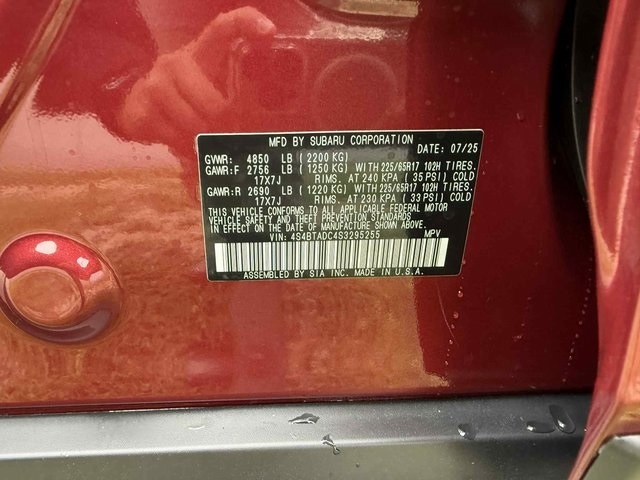 MFD BY SUBARU CORPORATION
DATE: 07/25
GVWR: 4850 LB (2200 KG)
GAWR:F 2756 LB (1250 KG) WITH 225/65R17 102H TIRES.
17X7J RIMS. AT 240 KPA (35 PSI) COLD
GAWR:R 2690 LB (1220 KG) WITH 225/65R17 102H TIRES.
17X7J RIMS. AT 230 KPA (33 PSI) COLD
THIS VEHICLE CONFORMS TO ALL APPLICABLE FEDERAL MOTOR
VEHICLE SAFETY AND THEFT PREVENTION STANDARDS
IN EFFECT ON THE DATE OF MANUFACTURE SHOWN ABOVE.
VIN: 4S4BTADC4S3295255 MPV
ASSEMBLED BY SIA INC. MADE IN U.S.A.